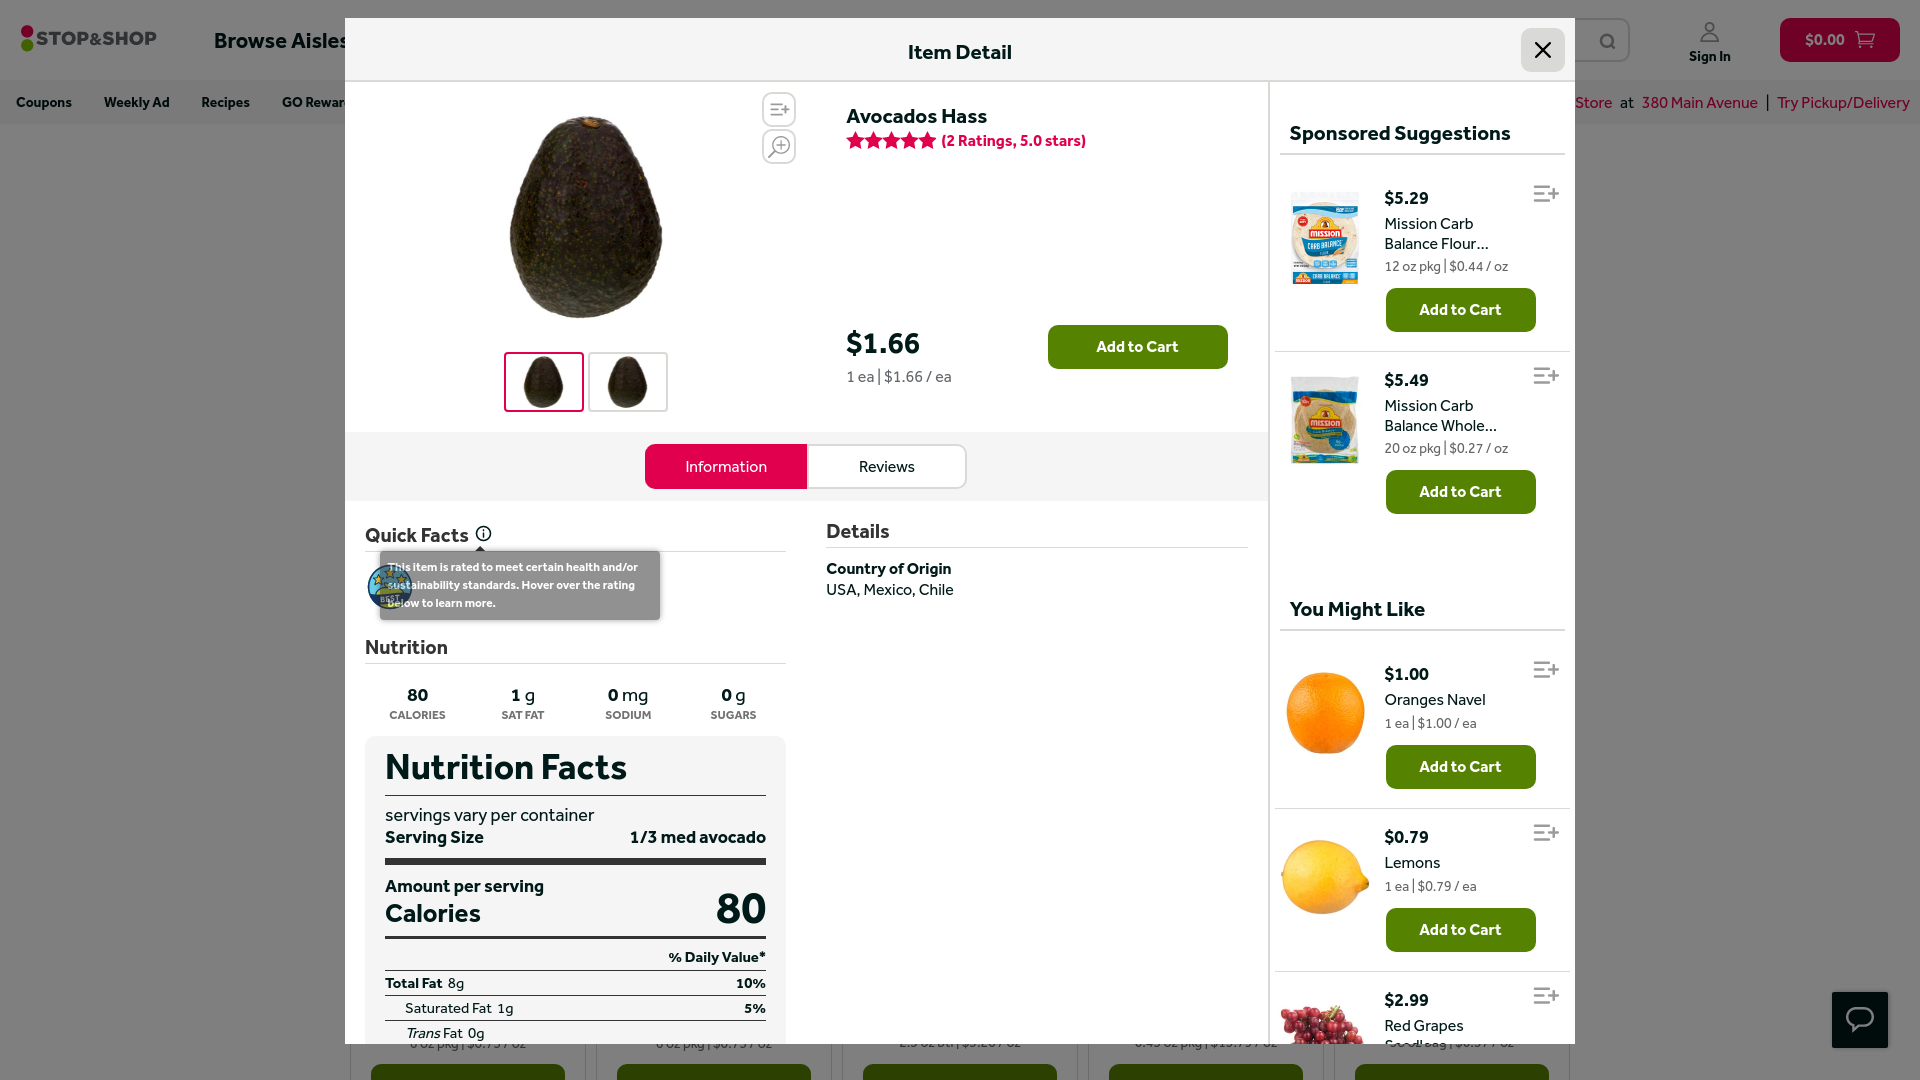 STOP&SHOP
Browse Aisles
Item Detail
Sign In
$0.00
Coupons
Weekly Ad
Recipes
GO Rewar
Store at 380 Main Avenue | Try Pickup/Delivery
Avocados Hass
(2 Ratings, 5.0 stars)
$1.66
1 ea | $1.66 / ea
Add to Cart
Information
Reviews
Quick Facts
This item is rated to meet certain health and/or
sustainability standards. Hover over the rating
below to learn more.
BEST
Nutrition
80
CALORIES
1 g
SAT FAT
0 mg
SODIUM
0 g
SUGARS
Nutrition Facts
servings vary per container
Serving Size 1/3 med avocado
Amount per serving
Calories 80
% Daily Value*
Total Fat 8g 10%
Saturated Fat 1g 5%
Trans Fat 0g
Details
Country of Origin
USA, Mexico, Chile
Sponsored Suggestions
MISSION
CARB BALANCE
$5.29
Mission Carb
Balance Flour...
12 oz pkg | $0.44 / oz
Add to Cart
MISSION
$5.49
Mission Carb
Balance Whole...
20 oz pkg | $0.27 / oz
Add to Cart
You Might Like
$1.00
Oranges Navel
1 ea | $1.00 / ea
Add to Cart
$0.79
Lemons
1 ea | $0.79 / ea
Add to Cart
$2.99
Red Grapes